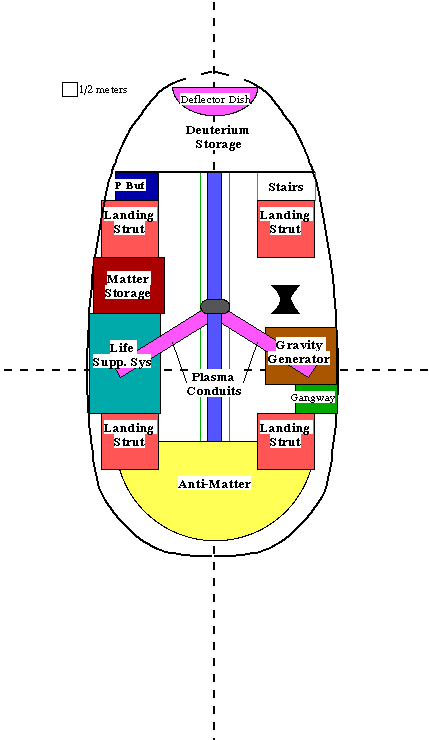 1/2 meters
Deflector Dish
Deuterium
Storage
P Buf
Stairs
Landing
Strut
Landing
Strut
Matter
Storage
Life
Supp. Sys
Gravity
Generator
Plasma
Conduits
Gangway
Landing
Strut
Landing
Strut
Anti-Matter